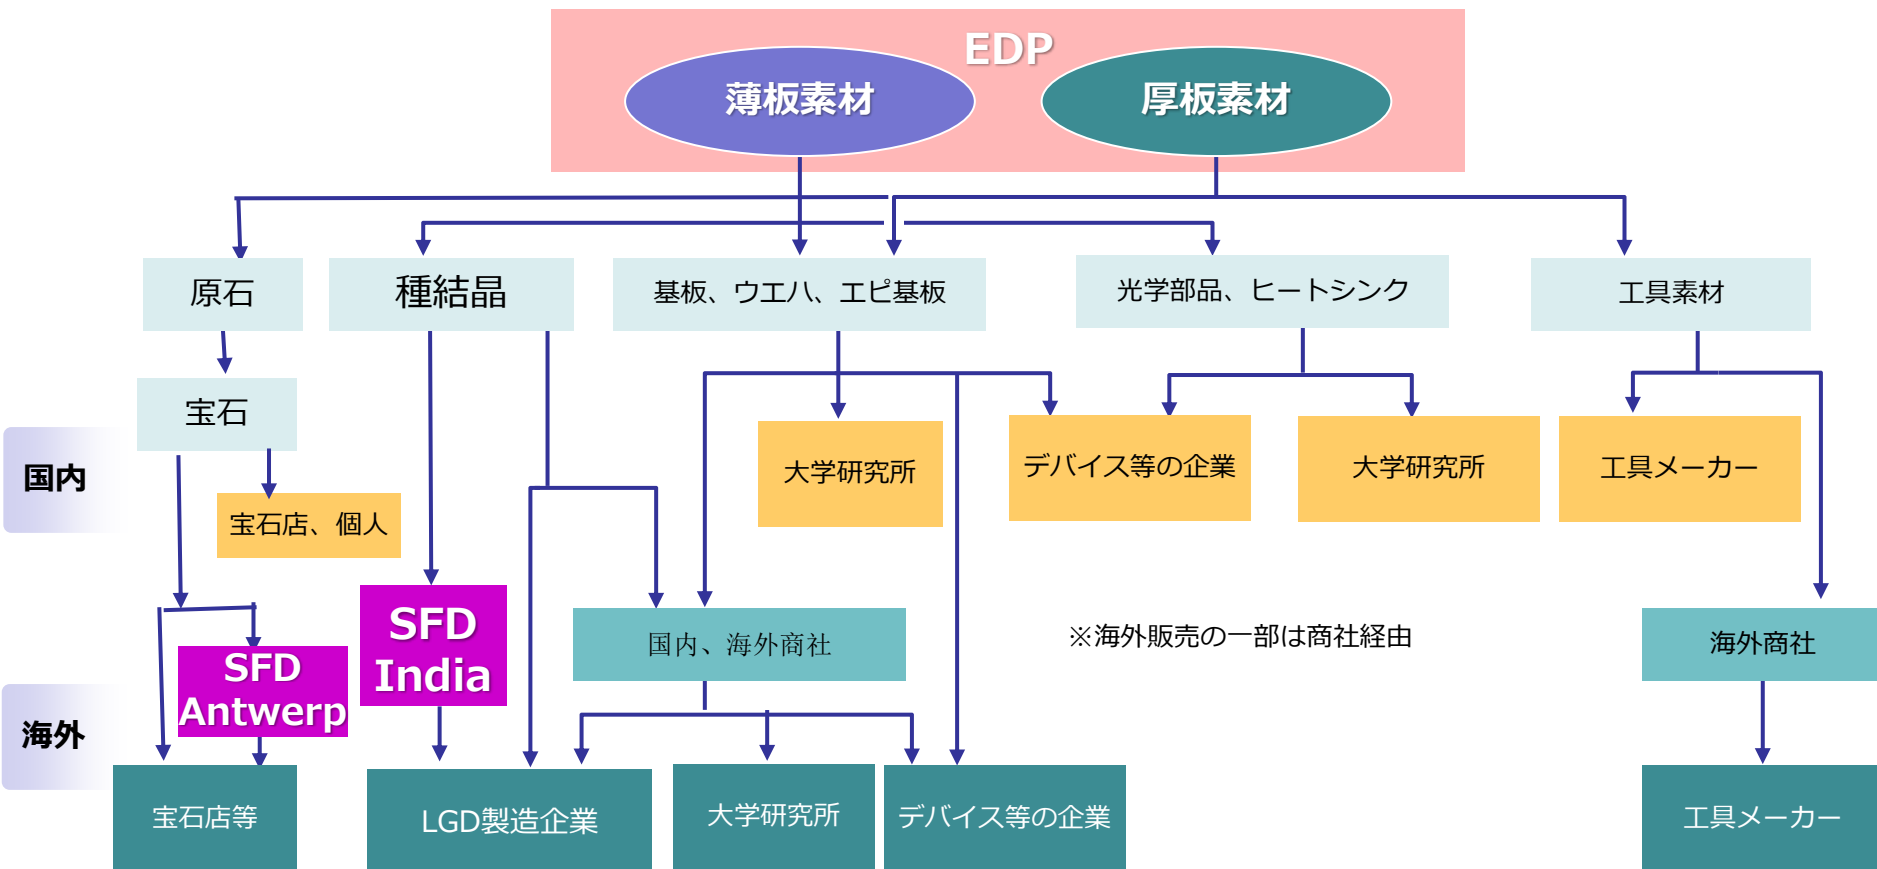 EDP
薄板素材
厚板素材
原石
種結晶
基板、ウエハ、エピ基板
光学部品、ヒートシンク
工具素材
宝石
国内
宝石店、個人
大学研究所
デバイス等の企業
大学研究所
工具メーカー
SFD
India
国内、海外商社
※海外販売の一部は商社経由
海外商社
SFD
Antwerp
海外
宝石店等
LGD製造企業
大学研究所
デバイス等の企業
工具メーカー